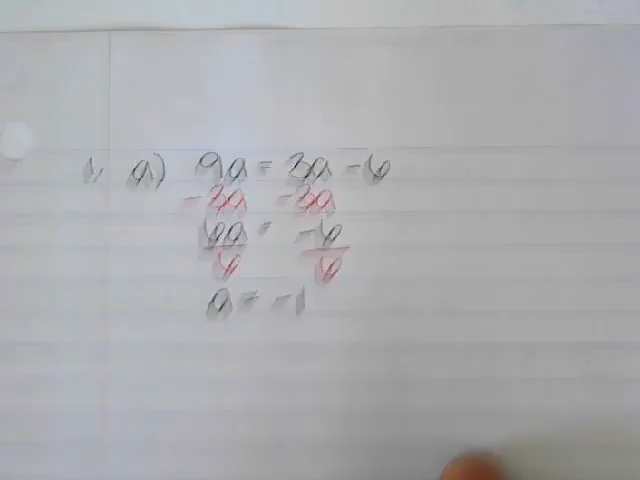 1. a) 9a = 3a - 6
- 3a - 3a
6a = -6
6 6
a = -1